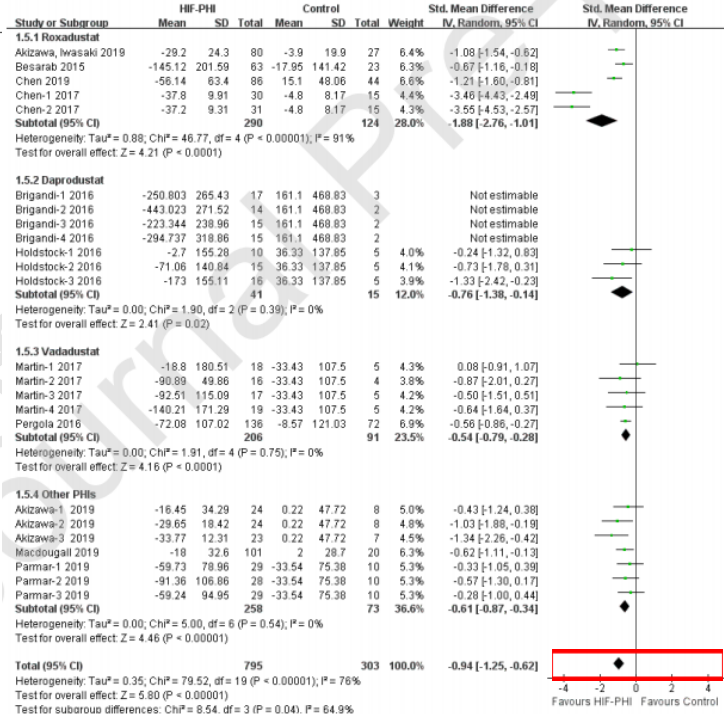 HIF-PHI Control Std. Mean Difference Std. Mean Difference
Study or Subgroup Mean SD Total Mean SD Total Weight IV, Random, 95% CI IV, Random, 95% CI
1.5.1 Roxadustat
Akizawa, Iwasaki 2019 -29.2 24.3 80 -3.9 19.9 27 6.4% -1.08 [-1.54, -0.62]
Besarab 2015 -145.12 201.59 63 -17.95 141.42 23 6.3% -0.67 [-1.16, -0.18]
Chen 2019 -56.14 63.4 86 15.1 48.06 44 6.6% -1.21 [-1.60, -0.81]
Chen-1 2017 -37.8 9.91 30 -4.8 8.17 15 4.4% -3.46 [-4.43, -2.49]
Chen-2 2017 -37.2 9.31 31 -4.8 8.17 15 4.3% -3.55 [-4.53, -2.57]
Subtotal (95% CI) 290 124 28.0% -1.88 [-2.76, -1.01]
Heterogeneity: Tau² = 0.88; Chi² = 46.77, df = 4 (P < 0.00001); I² = 91%
Test for overall effect: Z = 4.21 (P < 0.0001)
1.5.2 Daprodustat
Brigandi-1 2016 -250.803 265.43 17 161.1 468.83 3 Not estimable
Brigandi-2 2016 -443.023 271.52 14 161.1 468.83 2 Not estimable
Brigandi-3 2016 -223.344 238.96 15 161.1 468.83 2 Not estimable
Brigandi-4 2016 -294.737 318.86 15 161.1 468.83 2 Not estimable
Holdstock-1 2016 -2.7 155.28 10 36.33 137.85 5 4.0% -0.24 [-1.32, 0.83]
Holdstock-2 2016 -71.06 140.84 15 36.33 137.85 5 4.1% -0.73 [-1.78, 0.31]
Holdstock-3 2016 -173 155.11 16 36.33 137.85 5 3.9% -1.33 [-2.42, -0.23]
Subtotal (95% CI) 41 15 12.0% -0.76 [-1.38, -0.14]
Heterogeneity: Tau² = 0.00; Chi² = 1.90, df = 2 (P = 0.39); I² = 0%
Test for overall effect: Z = 2.41 (P = 0.02)
1.5.3 Vadadustat
Martin-1 2017 -18.8 180.51 18 -33.43 107.5 5 4.3% 0.08 [-0.91, 1.07]
Martin-2 2017 -90.89 49.86 16 -33.43 107.5 4 3.8% -0.87 [-2.01, 0.27]
Martin-3 2017 -92.51 115.09 17 -33.43 107.5 5 4.2% -0.50 [-1.51, 0.51]
Martin-4 2017 -140.21 171.29 19 -33.43 107.5 5 4.2% -0.64 [-1.64, 0.37]
Pergola 2016 -72.08 107.02 136 -8.57 121.03 72 6.9% -0.56 [-0.86, -0.27]
Subtotal (95% CI) 206 91 23.5% -0.54 [-0.79, -0.28]
Heterogeneity: Tau² = 0.00; Chi² = 1.91, df = 4 (P = 0.75); I² = 0%
Test for overall effect: Z = 4.16 (P < 0.0001)
1.5.4 Other PHIs
Akizawa-1 2019 -16.45 34.29 24 0.22 47.72 8 5.0% -0.43 [-1.24, 0.38]
Akizawa-2 2019 -29.65 18.42 24 0.22 47.72 8 4.8% -1.03 [-1.88, -0.19]
Akizawa-3 2019 -33.77 12.31 23 0.22 47.72 7 4.5% -1.34 [-2.26, -0.42]
Macdougall 2019 -18 32.6 101 2 28.7 20 6.3% -0.62 [-1.11, -0.13]
Parmar-1 2019 -59.73 78.96 29 -33.54 75.38 10 5.4% -0.33 [-1.05, 0.39]
Parmar-2 2019 -91.36 106.86 28 -33.54 75.38 10 5.3% -0.57 [-1.30, 0.17]
Parmar-3 2019 -59.24 94.95 29 -33.54 75.38 10 5.4% -0.28 [-1.00, 0.44]
Subtotal (95% CI) 258 73 36.6% -0.61 [-0.87, -0.34]
Heterogeneity: Tau² = 0.00; Chi² = 5.00, df = 6 (P = 0.54); I² = 0%
Test for overall effect: Z = 4.46 (P < 0.00001)
Total (95% CI) 795 303 100.0% -0.94 [-1.25, -0.62]
Heterogeneity: Tau² = 0.35; Chi² = 79.52, df = 19 (P < 0.00001); I² = 76%
Test for overall effect: Z = 5.80 (P < 0.00001)
Test for subgroup differences: Chi² = 8.54, df = 3 (P = 0.04), I² = 64.9%
-4 -2 0 2 4
Favours HIF-PHI Favours Control
Journal Pre